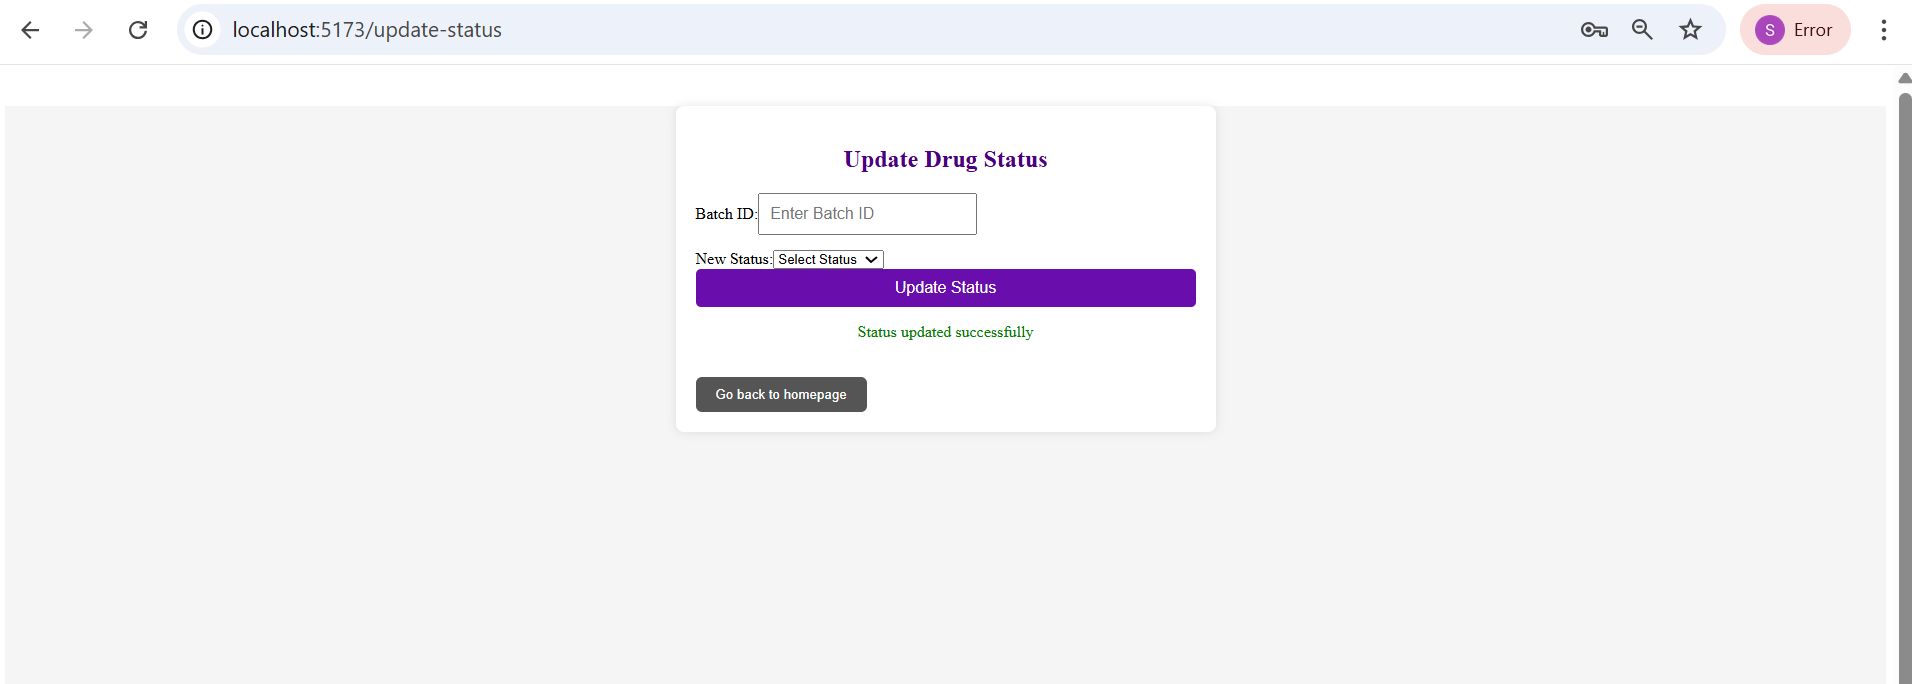 localhost:5173/update-status
S Error
Update Drug Status
Batch ID: Enter Batch ID
New Status: Select Status
Update Status
Status updated successfully
Go back to homepage